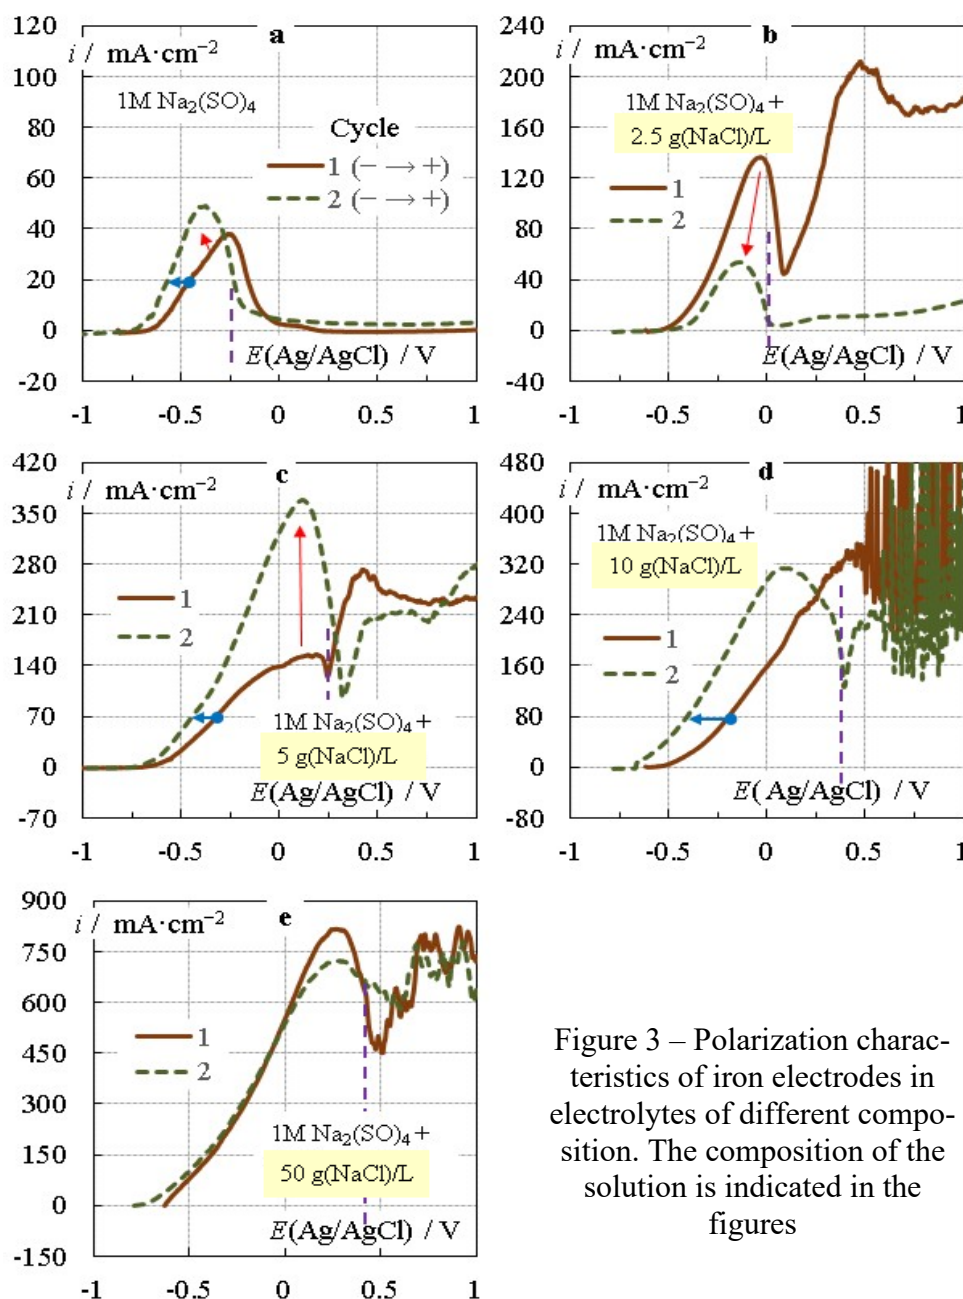 120
100
80
60
40
20
0
-20
-1 -0.5 0 0.5 1
i / mA·cm⁻²
a
1M Na₂(SO)₄
Cycle
1 (− → +)
2 (− → +)
E(Ag/AgCl) / V
240
200
160
120
80
40
0
-40
-1 -0.5 0 0.5 1
i / mA·cm⁻²
b
1M Na₂(SO)₄ +
2.5 g(NaCl)/L
1
2
E(Ag/AgCl) / V
420
350
280
210
140
70
0
-70
-1 -0.5 0 0.5 1
i / mA·cm⁻²
c
1
2
1M Na₂(SO)₄ +
5 g(NaCl)/L
E(Ag/AgCl) / V
480
400
320
240
160
80
0
-80
-1 -0.5 0 0.5 1
i / mA·cm⁻²
d
1M Na₂(SO)₄ +
10 g(NaCl)/L
1
2
E(Ag/AgCl) / V
900
750
600
450
300
150
0
-150
-1 -0.5 0 0.5 1
i / mA·cm⁻²
e
1
2
1M Na₂(SO)₄ +
50 g(NaCl)/L
E(Ag/AgCl) / V
Figure 3 – Polarization charac-
teristics of iron electrodes in
electrolytes of different compo-
sition. The composition of the
solution is indicated in the
figures